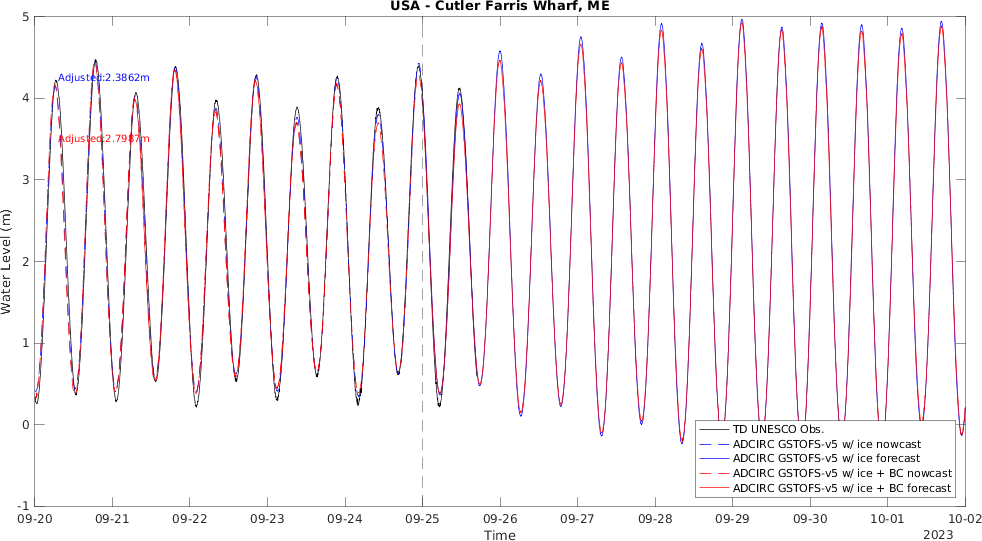 USA - Cutler Farris Wharf, ME
5
4
3
2
1
0
-1
Water Level (m)
Adjusted:2.3862m
Adjusted:2.7987m
TD UNESCO Obs.
ADCIRC GSTOFS-v5 w/ ice nowcast
ADCIRC GSTOFS-v5 w/ ice forecast
ADCIRC GSTOFS-v5 w/ ice + BC nowcast
ADCIRC GSTOFS-v5 w/ ice + BC forecast
09-20 09-21 09-22 09-23 09-24 09-25 09-26 09-27 09-28 09-29 09-30 10-01 10-02
Time
2023